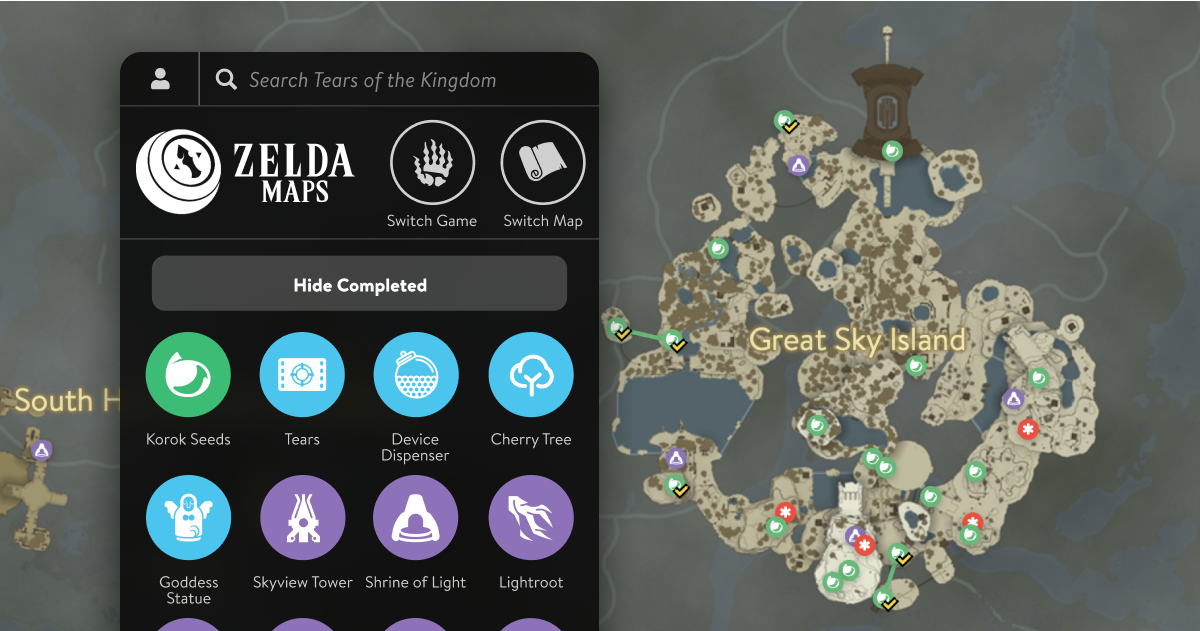 Search Tears of the Kingdom
ZELDA
MAPS
Switch Game
Switch Map
Hide Completed
Great Sky Island
South H
Korok Seeds
Tears
Device
Dispenser
Cherry Tree
Goddess
Statue
Skyview Tower
Shrine of Light
Lightroot